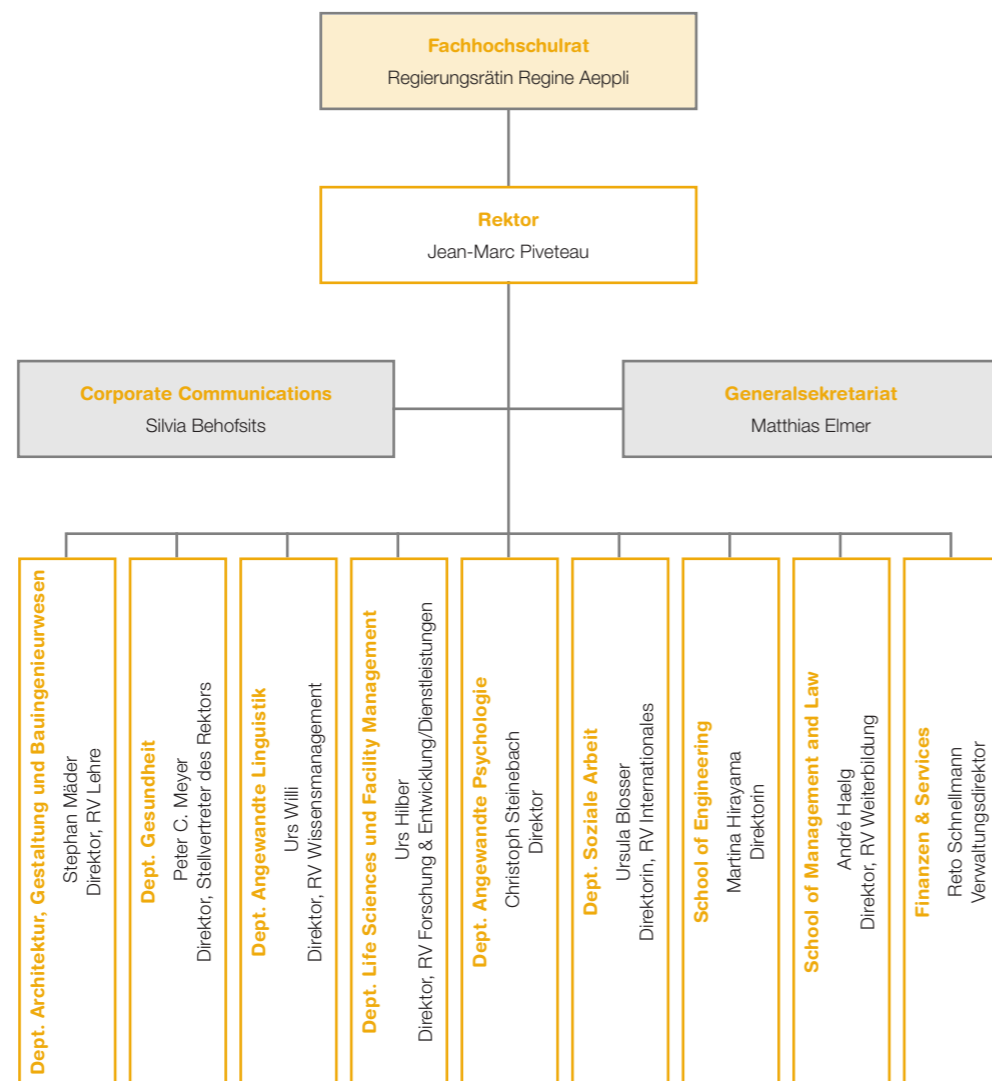 Fachhochschulrat
Regierungsrätin Regine Aeppli
Rektor
Jean-Marc Piveteau
Corporate Communications
Silvia Behofsits
Generalsekretariat
Matthias Elmer
Dept. Architektur, Gestaltung und Bauingenieurwesen
Stephan Mäder
Direktor, RV Lehre
Dept. Gesundheit
Peter C. Meyer
Direktor, Stellvertreter des Rektors
Dept. Angewandte Linguistik
Urs Willi
Direktor, RV Wissensmanagement
Dept. Life Sciences und Facility Management
Urs Hilber
Direktor, RV Forschung & Entwicklung/Dienstleistungen
Dept. Angewandte Psychologie
Christoph Steinebach
Direktor
Dept. Soziale Arbeit
Ursula Blosser
Direktorin, RV Internationales
School of Engineering
Martina Hirayama
Direktorin
School of Management and Law
André Haelg
Direktor, RV Weiterbildung
Finanzen & Services
Reto Schnellmann
Verwaltungsdirektor